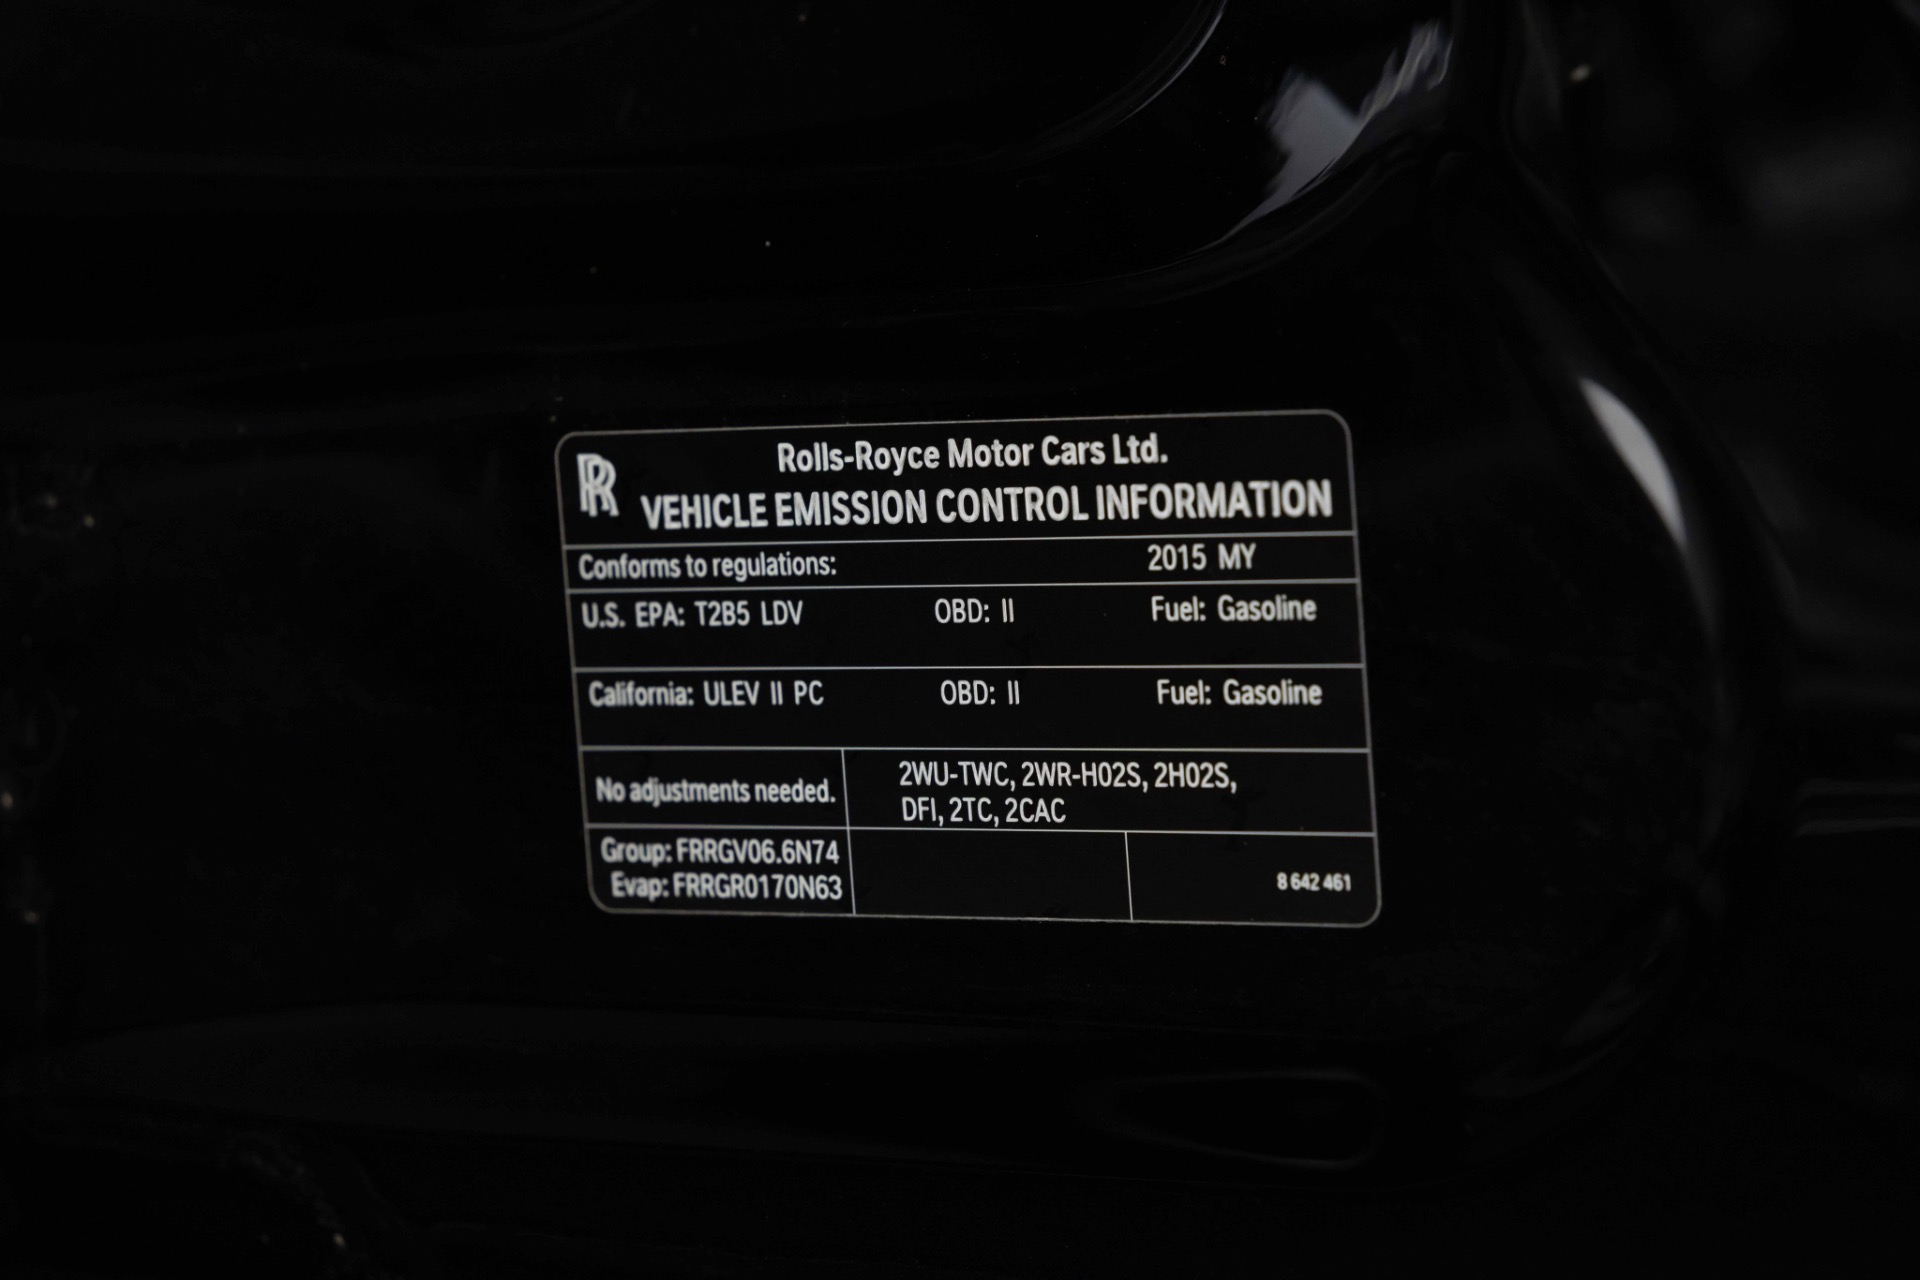 RR
Rolls-Royce Motor Cars Ltd.
VEHICLE EMISSION CONTROL INFORMATION
Conforms to regulations: 2015 MY
U.S. EPA: T2B5 LDV OBD: II Fuel: Gasoline
California: ULEV II PC OBD: II Fuel: Gasoline
No adjustments needed.
2WU-TWC, 2WR-HO2S, 2HO2S,
DFI, 2TC, 2CAC
Group: FRRGV06.6N74
Evap: FRRGR0170N63
8 642 461